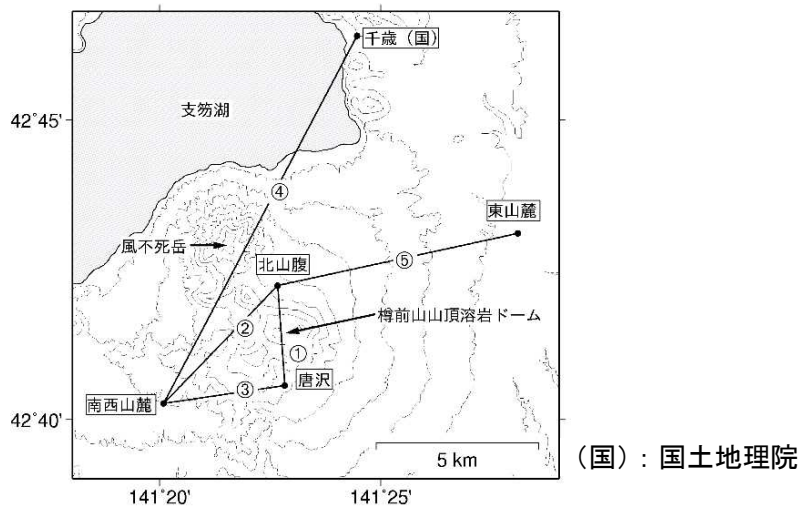 千歳（国）
42°45'
支笏湖
④
東山麓
風不死岳
⑤
北山腹
樽前山山頂溶岩ドーム
②
①
③
唐沢
南西山麓
42°40'
5 km
（国）：国土地理院
141°20'
141°25'